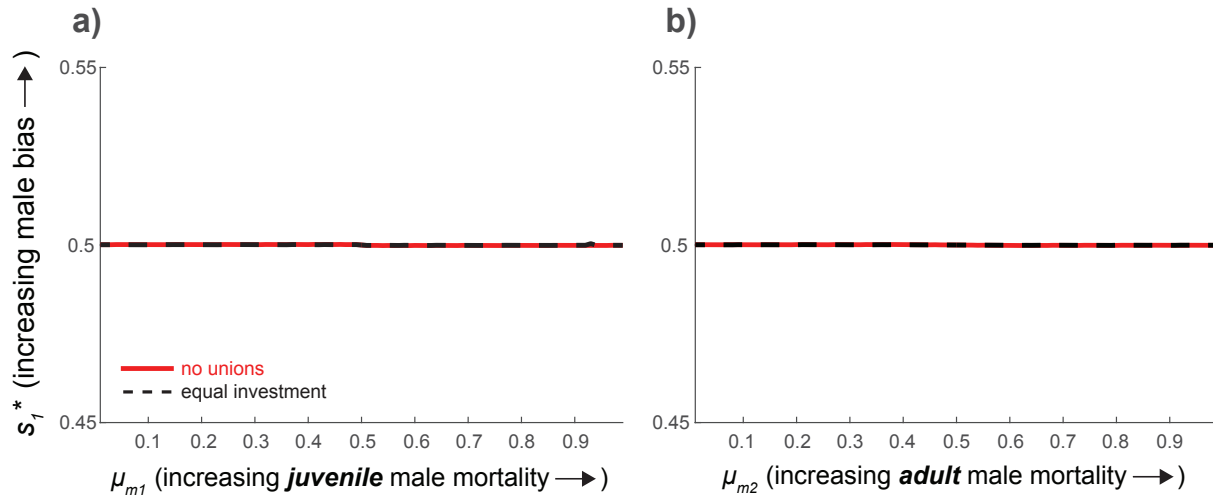 a)
b)
s1* (increasing male bias ⟶)
0.55
0.5
0.45
no unions
equal investment
0.1 0.2 0.3 0.4 0.5 0.6 0.7 0.8 0.9
0.1 0.2 0.3 0.4 0.5 0.6 0.7 0.8 0.9
μm1 (increasing juvenile male mortality ⟶)
0.55
0.5
0.45
μm2 (increasing adult male mortality ⟶)